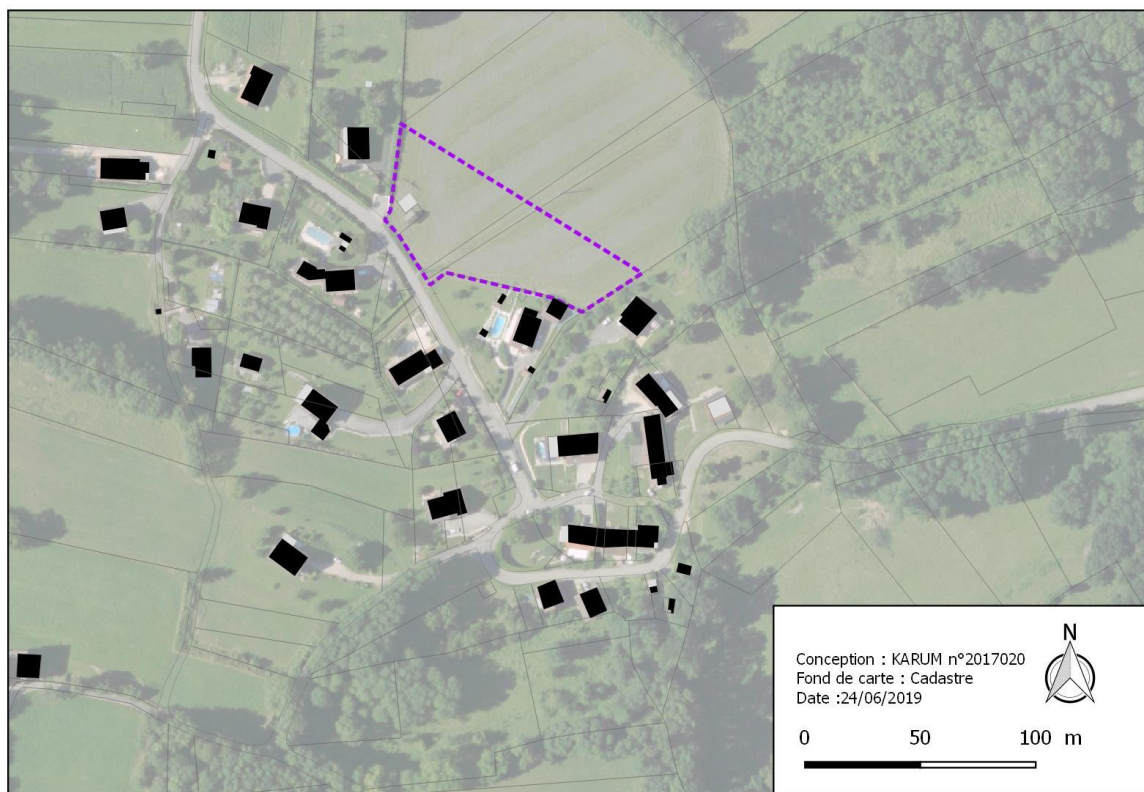 N
Conception : KARUM n°2017020
Fond de carte : Cadastre
Date :24/06/2019
0 50 100 m